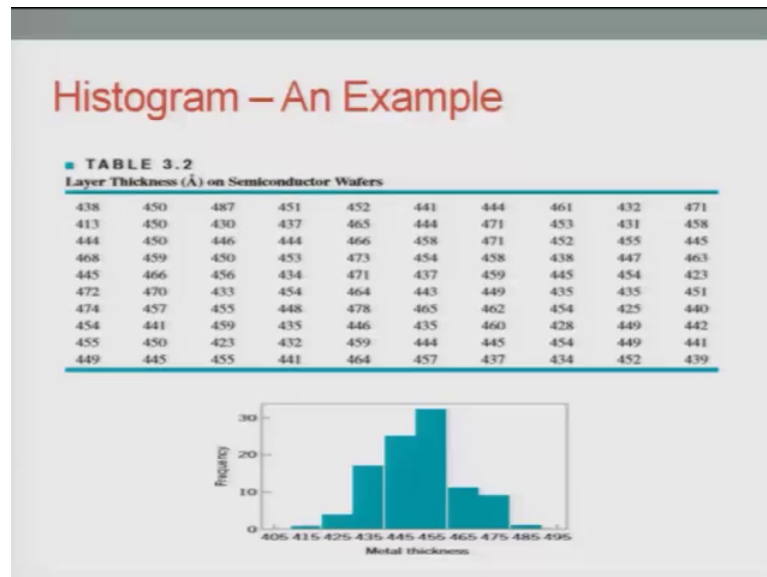 Histogram – An Example
■ TABLE 3.2
Layer Thickness (Å) on Semiconductor Wafers
438 450 487 451 452 441 444 461 432 471
413 450 430 437 465 444 471 453 431 458
444 450 446 444 466 458 471 452 455 445
468 459 450 453 473 454 458 438 447 463
445 466 456 434 471 437 459 445 454 423
472 470 433 454 464 443 449 435 435 451
474 457 455 448 478 465 462 454 425 440
454 441 459 435 446 435 460 428 449 442
455 450 423 432 459 444 445 454 449 441
449 445 455 441 464 457 437 434 452 439
30
20
10
0
Frequency
405 415 425 435 445 455 465 475 485 495
Metal thickness